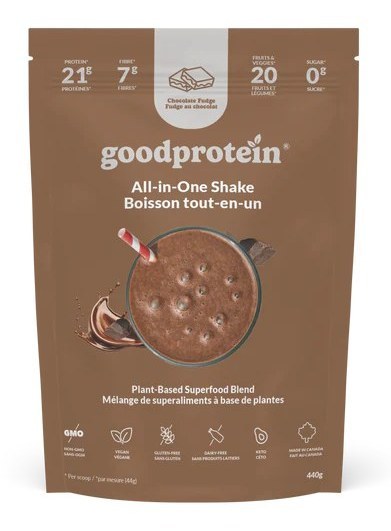 PROTEIN*
21g
PROTÉINES*
FIBRE*
7g
FIBRES*
FRUITS &
VEGGIES*
20
FRUITS ET
LÉGUMES*
SUGAR*
0g
SUCRE*
Chocolate Fudge
Fudge au chocolat
goodprotein®
All-in-One Shake
Boisson tout-en-un
Plant-Based Superfood Blend
Mélange de superaliments à base de plantes
GMO
NON-GMO
SANS-OGM
VEGAN
VÉGANE
GLUTEN-FREE
SANS GLUTEN
DAIRY-FREE
SANS PRODUITS LAITIERS
KETO
CÉTO
MADE IN CANADA
FAIT AU CANADA
* Per scoop / *par mesure (44g)
440g